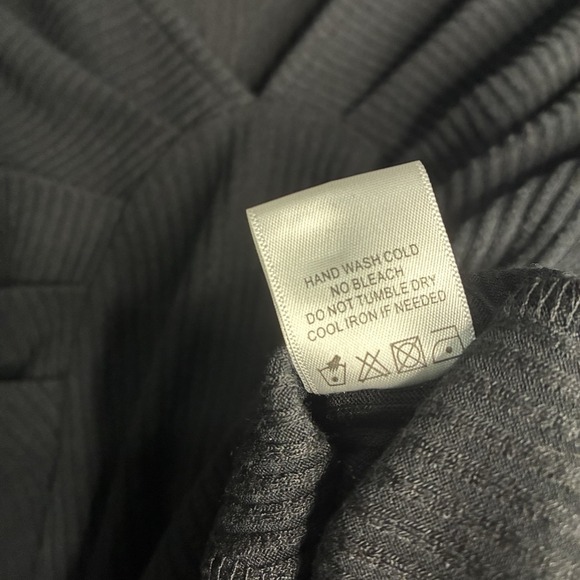 HAND WASH COLD
NO BLEACH
DO NOT TUMBLE DRY
COOL IRON IF NEEDED